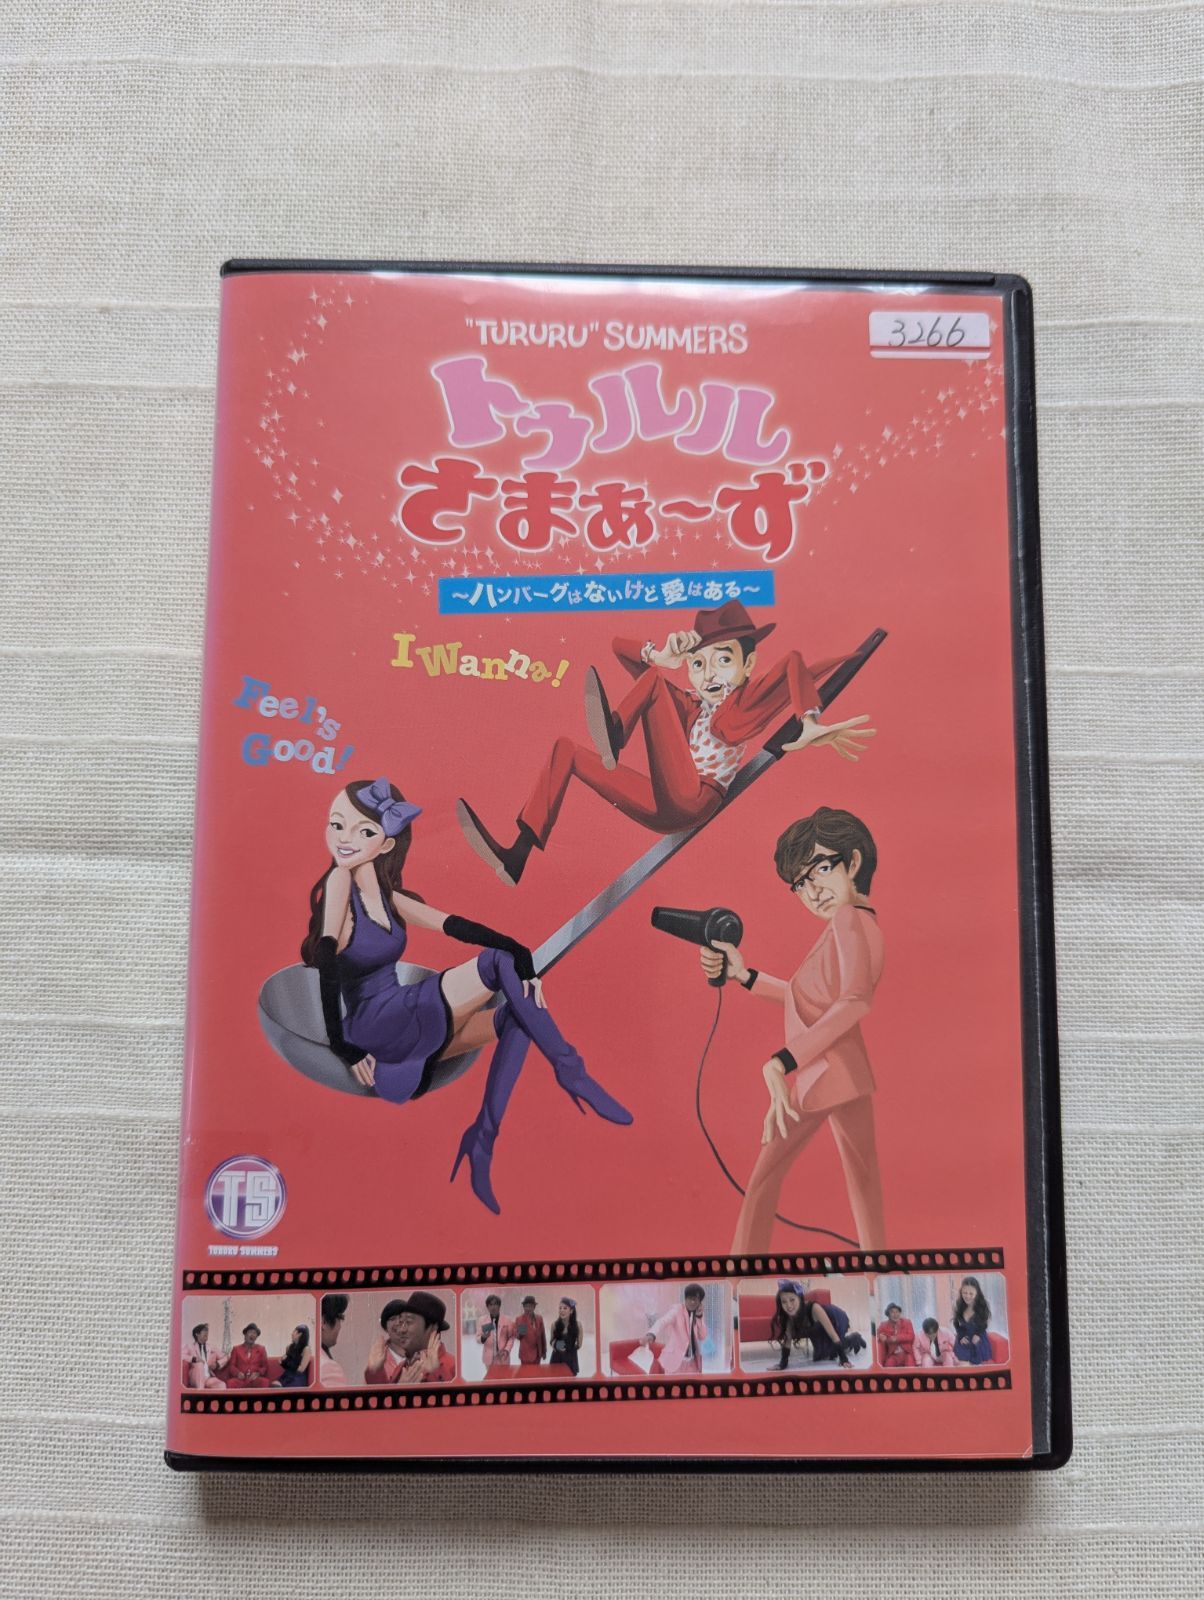 "TURURU" SUMMERS
3266
トゥルル
さまぁ～ず
～ハンバーグはないけど愛はある～
I Wanna!
Feel's
Good!
TS
TURURU SUMMERS